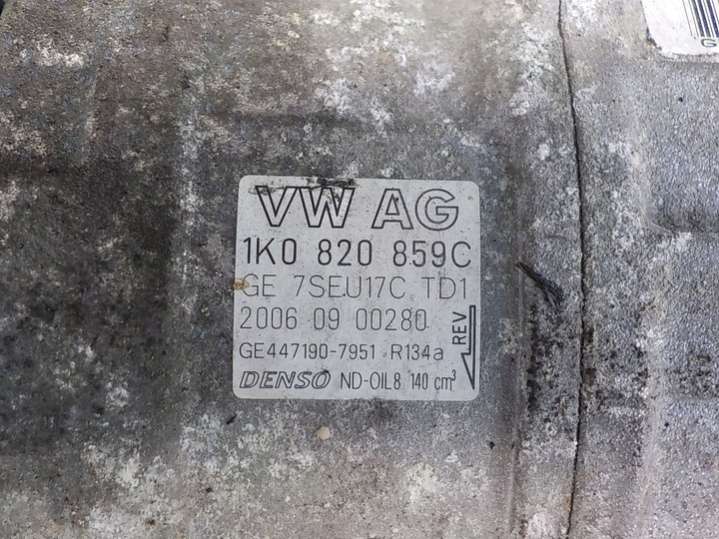 VW AG
1K0 820 859C
GE 7SEU17C TD1
2006 09 00280
GE447190-7951 R134a
DENSO ND-OIL8 140 cm³
REV
G